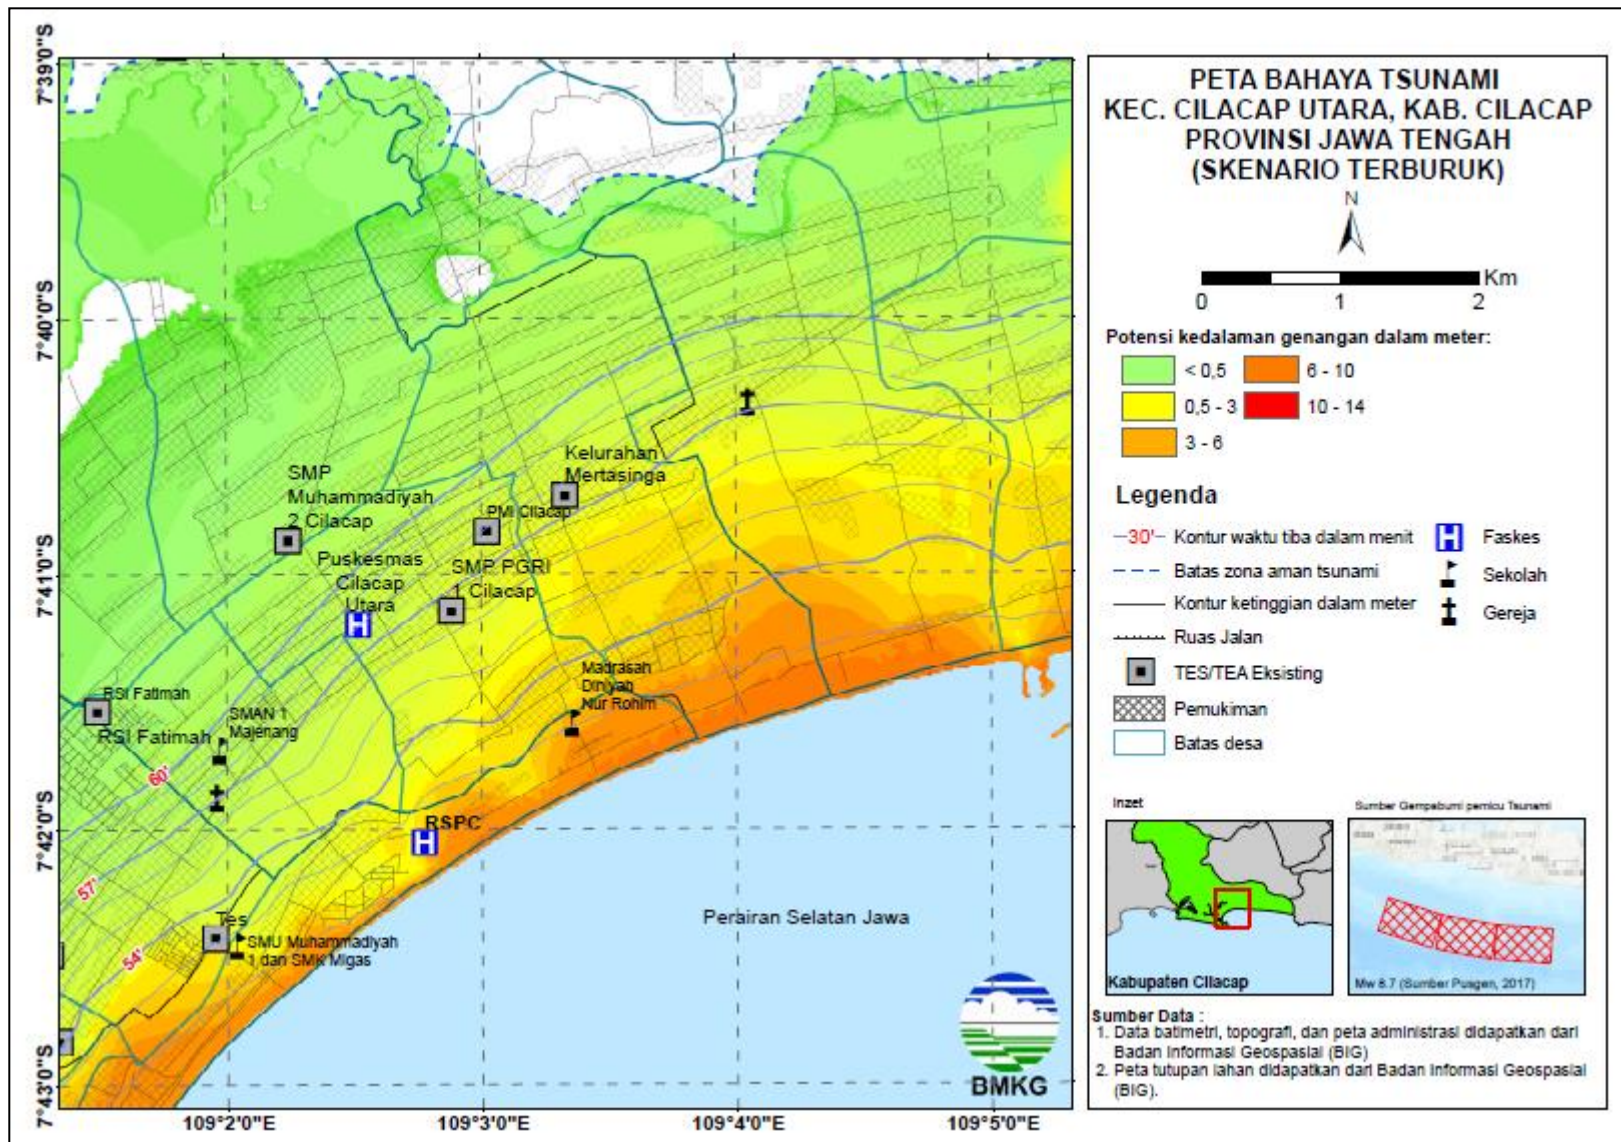 PETA BAHAYA TSUNAMI
KEC. CILACAP UTARA, KAB. CILACAP
PROVINSI JAWA TENGAH
(SKENARIO TERBURUK)
N
Km
0 1 2
Potensi kedalaman genangan dalam meter:
< 0,5
6 - 10
0,5 - 3
10 - 14
3 - 6
Legenda
30' Kontur waktu tiba dalam menit
Batas zona aman tsunami
Kontur ketinggian dalam meter
Ruas Jalan
TES/TEA Eksisting
Pemukiman
Batas desa
H Faskes
Sekolah
Gereja
Inzet
Kabupaten Cilacap
Sumber Gempabumi pemicu Tsunami
Mw 8.7 (Sumber Pusgen, 2017)
Sumber Data :
1. Data batimetri, topografi, dan peta administrasi didapatkan dari
Badan Informasi Geospasial (BIG)
2. Peta tutupan lahan didapatkan dari Badan Informasi Geospasial
(BIG).
7°39'0"S
7°40'0"S
7°41'0"S
7°42'0"S
7°43'0"S
109°2'0"E
109°3'0"E
109°4'0"E
109°5'0"E
Kelurahan
Mertasinga
SMP
Muhammadiyah
2 Cilacap
PMI Cilacap
Puskesmas
Cilacap
Utara
H
SMP PGRI
1 Cilacap
Madrasah
Diniyah
Nur Rohim
RSI Fatimah
RSI Fatimah
SMAN 1
Majenang
60'
RSPC
H
57'
Tes
SMU Muhammadiyah
1 dan SMK Migas
54'
Perairan Selatan Jawa
BMKG